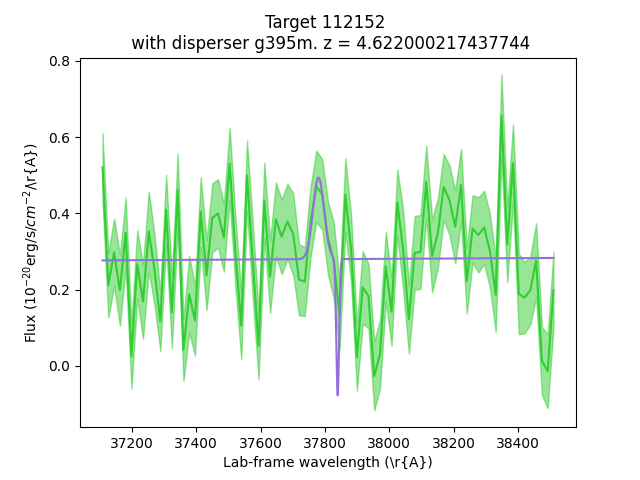 Target 112152
with disperser g395m. z = 4.622000217437744
0.8
0.6
0.4
0.2
0.0
Flux (10^{-20}erg/s/cm^{-2}/\r{A})
37200 37400 37600 37800 38000 38200 38400
Lab-frame wavelength (\r{A})